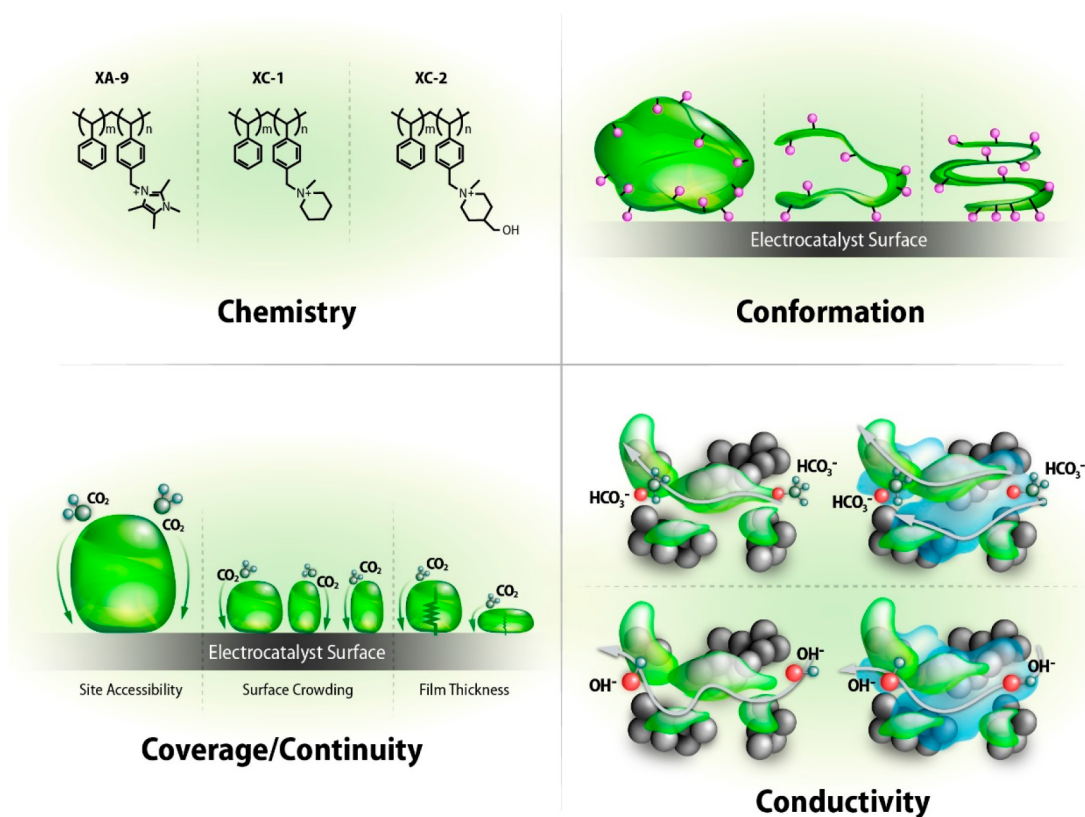 XA-9
XC-1
XC-2
m
n
m
n
m
n
N
+
N
N
+
N
+
OH
Chemistry
Electrocatalyst Surface
Conformation
CO₂
CO₂
CO₂
CO₂
CO₂
CO₂
CO₂
Electrocatalyst Surface
Site Accessibility
Surface Crowding
Film Thickness
Coverage/Continuity
HCO₃⁻
HCO₃⁻
HCO₃⁻
HCO₃⁻
OH⁻
OH⁻
OH⁻
OH⁻
Conductivity